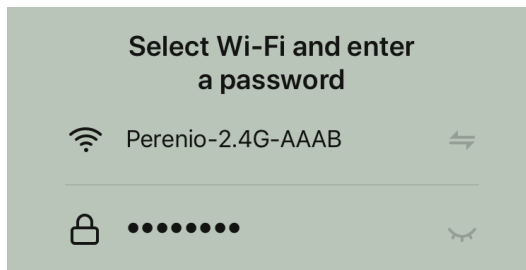 Select Wi-Fi and enter
a password
Perenio-2.4G-AAAB
••••••••